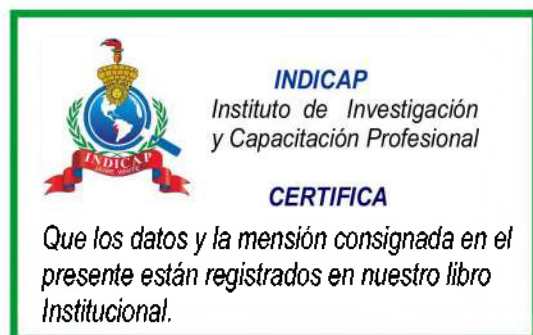 INDICAP
Instituto de Investigación
y Capacitación Profesional
INDICAP
CERTIFICA
Que los datos y la mensión consignada en el
presente están registrados en nuestro libro
Institucional.